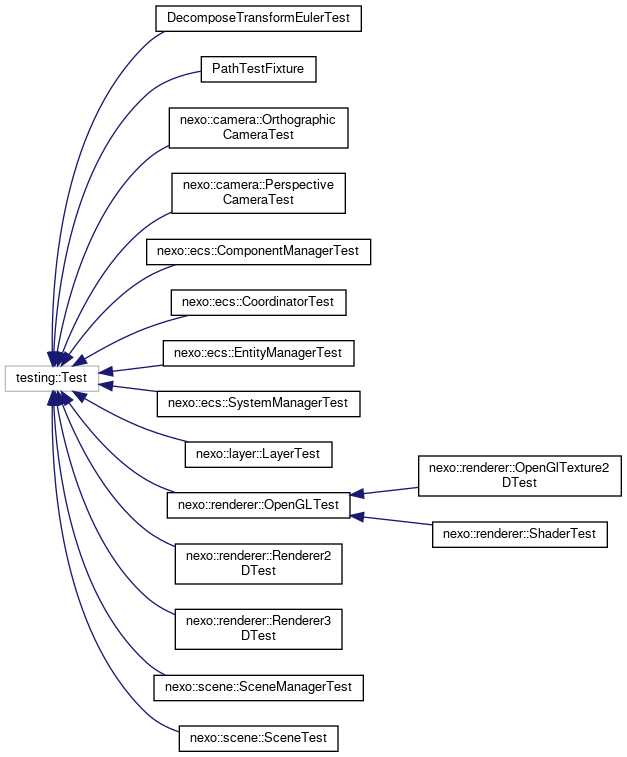 DecomposeTransformEulerTest
PathTestFixture
nexo::camera::Orthographic
CameraTest
nexo::camera::Perspective
CameraTest
nexo::ecs::ComponentManagerTest
nexo::ecs::CoordinatorTest
nexo::ecs::EntityManagerTest
testing::Test
nexo::ecs::SystemManagerTest
nexo::layer::LayerTest
nexo::renderer::OpenGLTest
nexo::renderer::OpenGlTexture2
DTest
nexo::renderer::ShaderTest
nexo::renderer::Renderer2
DTest
nexo::renderer::Renderer3
DTest
nexo::scene::SceneManagerTest
nexo::scene::SceneTest